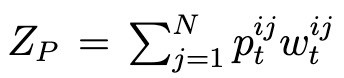 $Z_P = \sum_{j=1}^{N} p_t^{ij} w_t^{ij}$